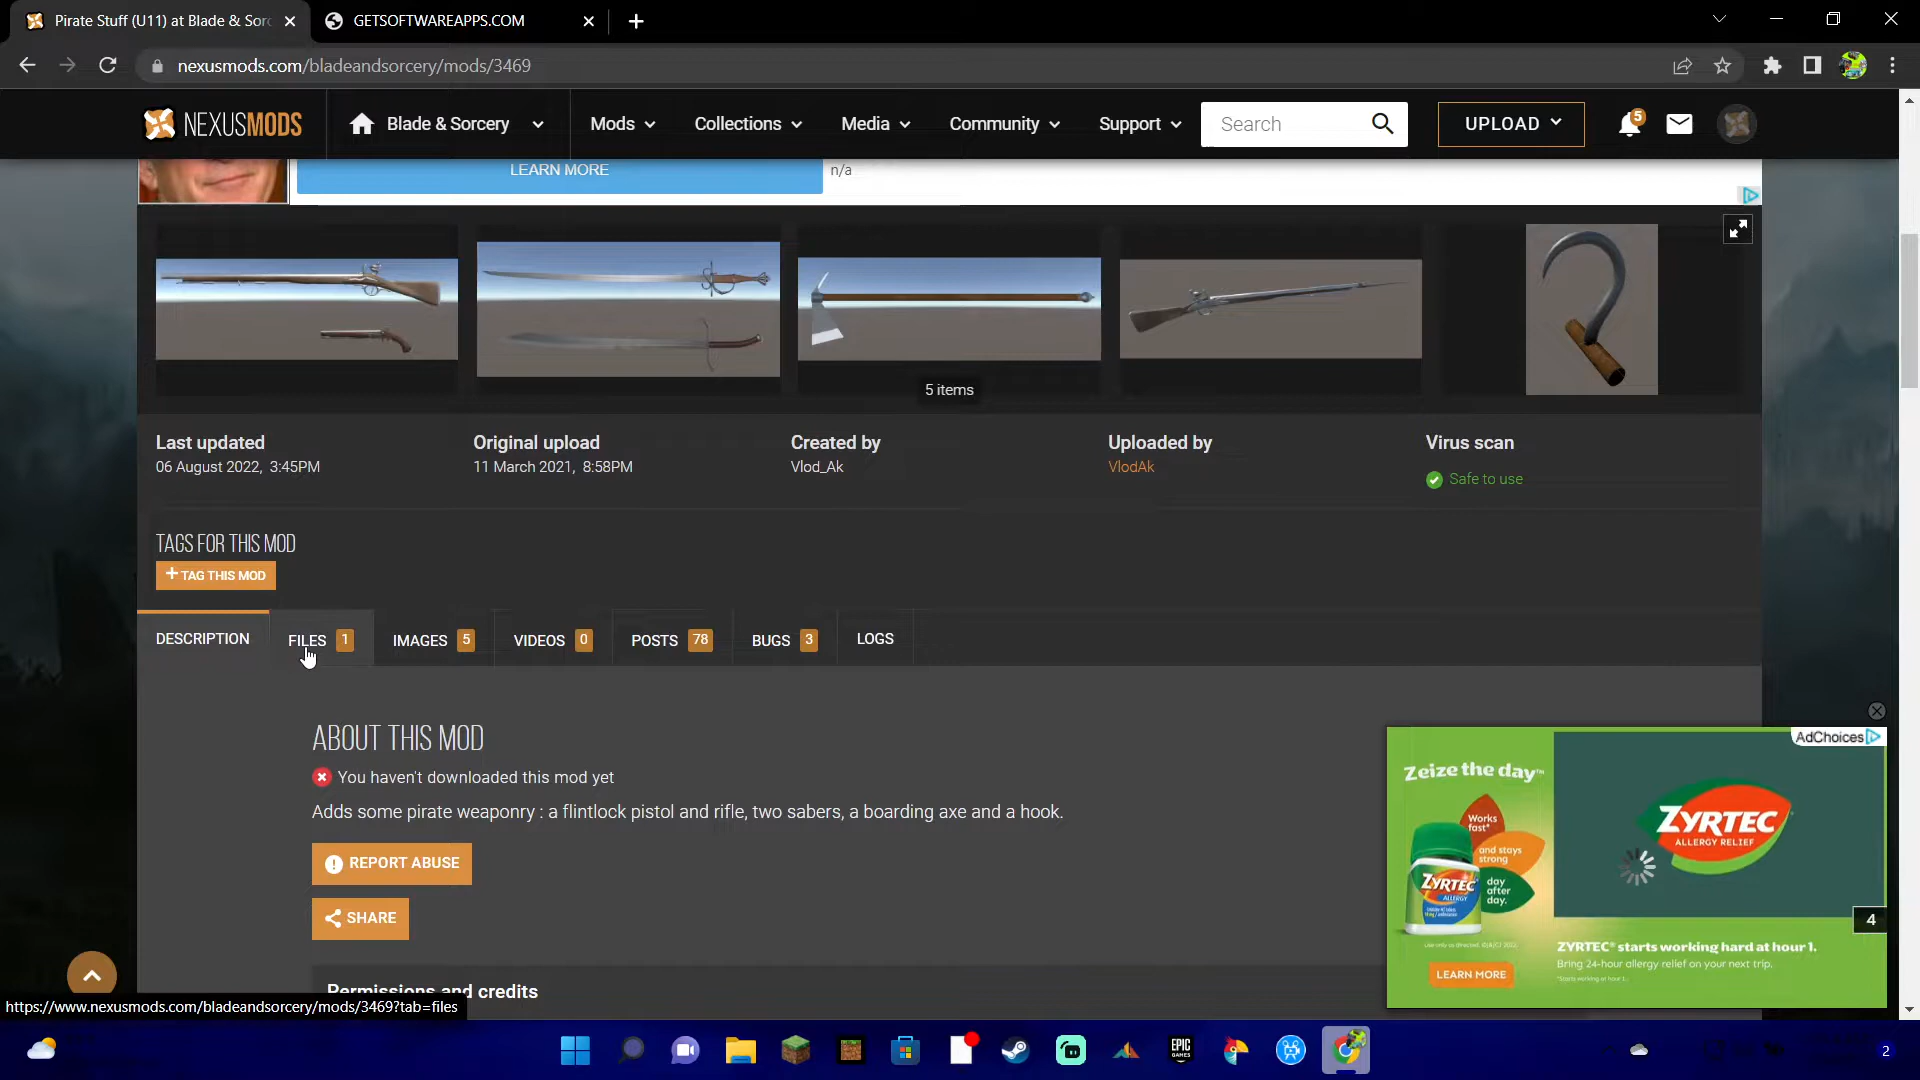 Pirate Stuff (U11) at Blade & Sorc
GETSOFTWAREAPPS.COM
nexusmods.com/bladeandsorcery/mods/3469
NEXUSMODS
Blade & Sorcery
Mods
Collections
Media
Community
Support
Search
UPLOAD
5
LEARN MORE
n/a
5 items
Last updated
06 August 2022, 3:45PM
Original upload
11 March 2021, 8:58PM
Created by
Vlod_Ak
Uploaded by
VlodAk
Virus scan
Safe to use
TAGS FOR THIS MOD
+ TAG THIS MOD
DESCRIPTION
FILES 1
IMAGES 5
VIDEOS 0
POSTS 78
BUGS 3
LOGS
ABOUT THIS MOD
You haven't downloaded this mod yet
Adds some pirate weaponry : a flintlock pistol and rifle, two sabers, a boarding axe and a hook.
REPORT ABUSE
SHARE
Permissions and credits
AdChoices
Zeize the day™
Works fast*
and stays strong
day after day.
ZYRTEC
ALLERGY
ZYRTEC
ALLERGY RELIEF
4
ZYRTEC® starts working hard at hour 1.
Bring 24-hour allergy relief on your next trip.
LEARN MORE
https://www.nexusmods.com/bladeandsorcery/mods/3469?tab=files
EPIC
GAMES
2